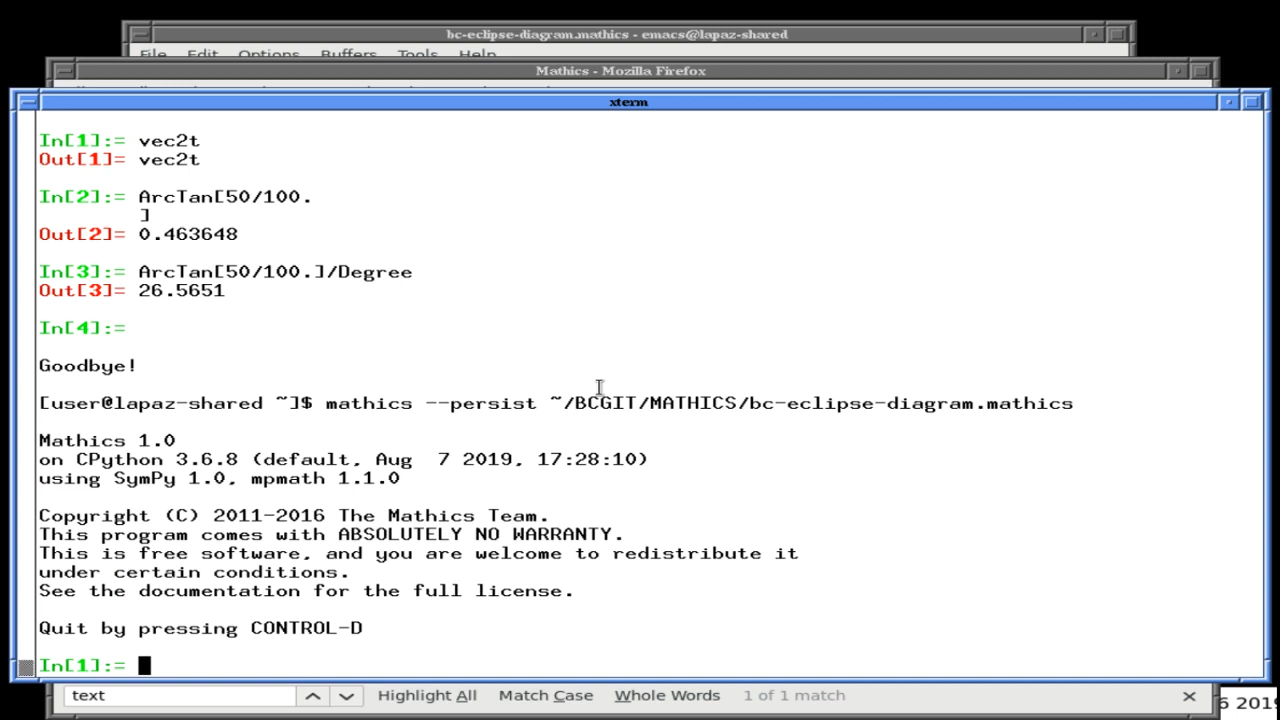 bc-eclipse-diagram.mathics - emacs@lapaz-shared
File Edit Options Buffers Tools Help
Mathics - Mozilla Firefox
xterm
In[1]:= vec2t
Out[1]= vec2t
In[2]:= ArcTan[50/100.
]
Out[2]= 0.463648
In[3]:= ArcTan[50/100.]/Degree
Out[3]= 26.5651
In[4]:=
Goodbye!
[user@lapaz-shared ~]$ mathics --persist ~/BCGIT/MATHICS/bc-eclipse-diagram.mathics
Mathics 1.0
on CPython 3.6.8 (default, Aug  7 2019, 17:28:10)
using SymPy 1.0, mpmath 1.1.0
Copyright (C) 2011-2016 The Mathics Team.
This program comes with ABSOLUTELY NO WARRANTY.
This is free software, and you are welcome to redistribute it
under certain conditions.
See the documentation for the full license.
Quit by pressing CONTROL-D
In[1]:=
text Highlight All Match Case Whole Words 1 of 1 match